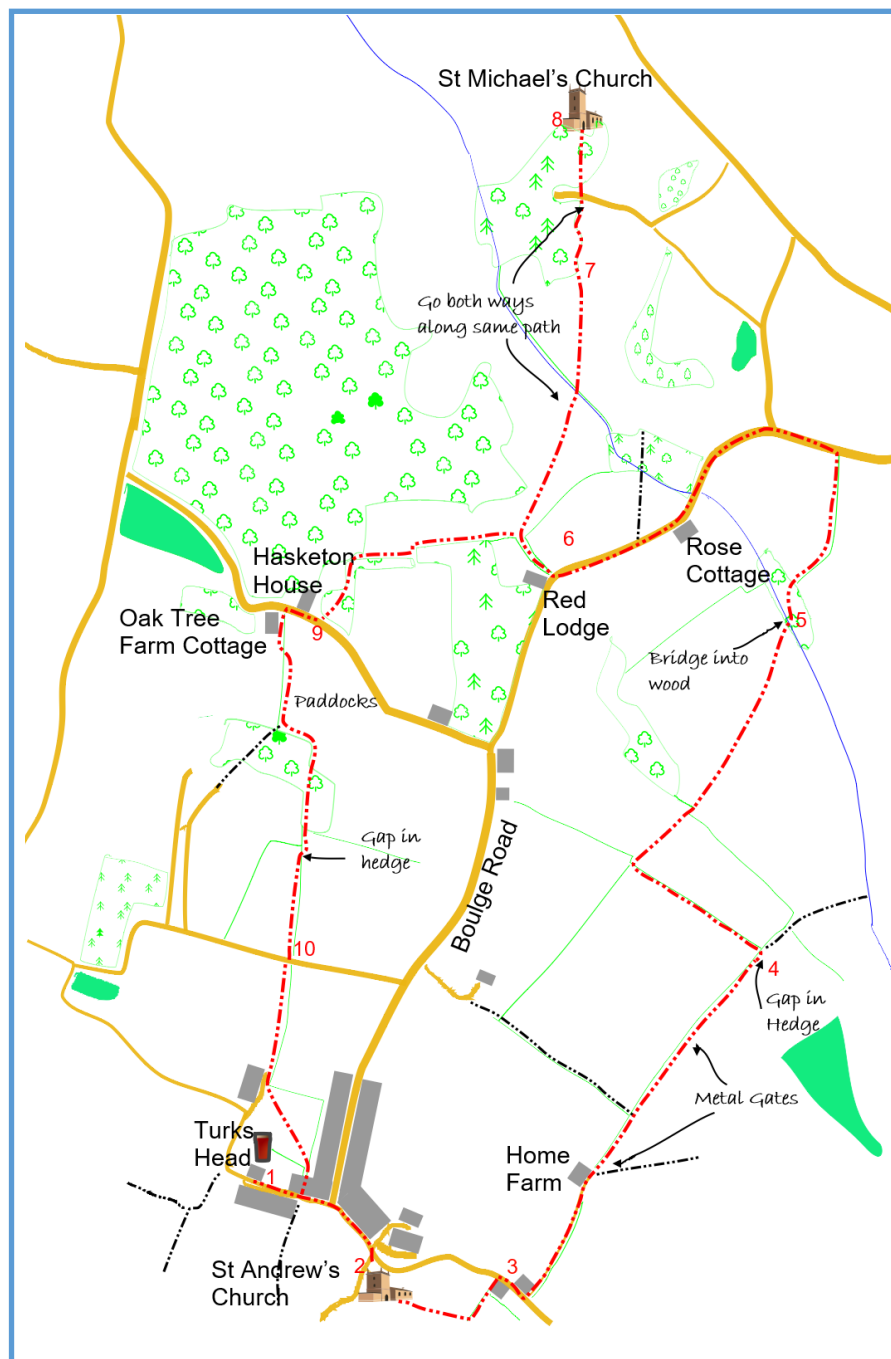 St Michael's Church
8
7
Go both ways
along same path
6
Hasketon
House
Rose
Cottage
Red
Lodge
Oak Tree
Farm Cottage
9
5
Bridge into
wood
Paddocks
Gap in
hedge
Boulge Road
10
4
Gap in
Hedge
Metal Gates
Turks
Head
Home
Farm
1
2
St Andrew's
Church
3